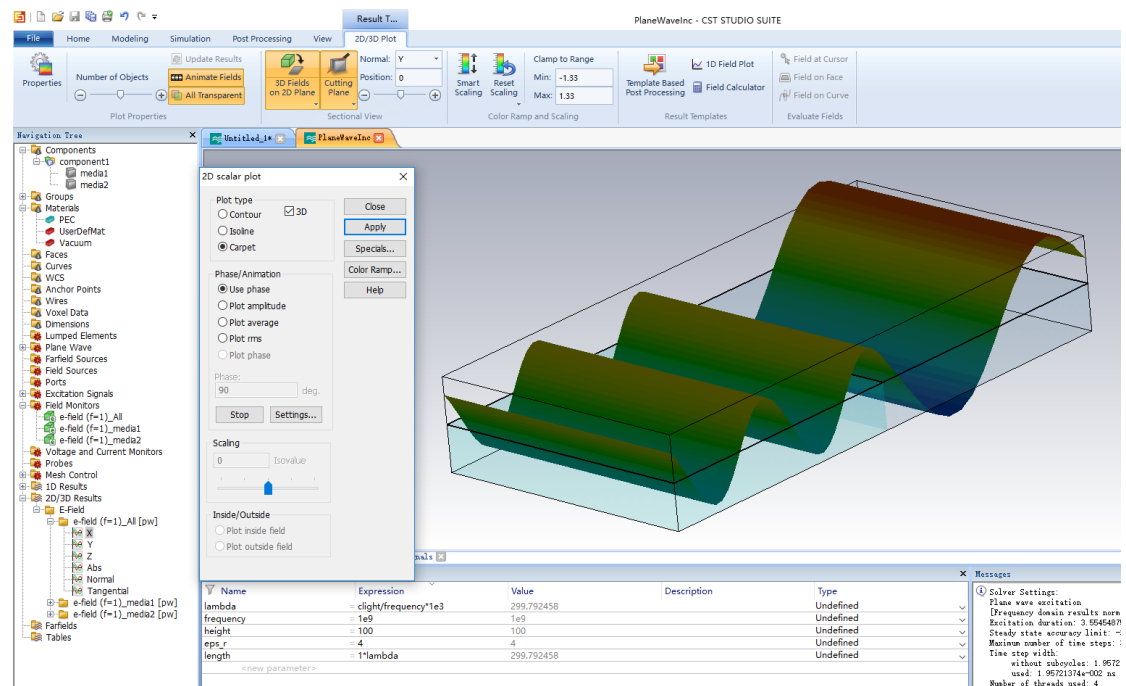 Result T...
PlaneWaveInc - CST STUDIO SUITE
File Home Modeling Simulation Post Processing View 2D/3D Plot
Properties
Number of Objects
Update Results
Animate Fields
All Transparent
Plot Properties
3D Fields on 2D Plane
Cutting Plane
Normal: Y
Position: 0
Sectional View
Smart Scaling
Reset Scaling
Clamp to Range
Min: -1.33
Max: 1.33
Color Ramp and Scaling
Template Based Post Processing
1D Field Plot
Field Calculator
Result Templates
Field at Cursor
Field on Face
Field on Curve
Evaluate Fields
Navigation Tree
Components
component1
media1
media2
Groups
Materials
PEC
UserDefMat
Vacuum
Faces
Curves
WCS
Anchor Points
Wires
Voxel Data
Dimensions
Lumped Elements
Plane Wave
Farfield Sources
Field Sources
Ports
Excitation Signals
Field Monitors
e-field (f=1)_All
e-field (f=1)_media1
e-field (f=1)_media2
Voltage and Current Monitors
Probes
Mesh Control
1D Results
2D/3D Results
E-Field
e-field (f=1)_All [pw]
X
Y
Z
Abs
Normal
Tangential
e-field (f=1)_media1 [pw]
e-field (f=1)_media2 [pw]
Farfields
Tables
Untitled_1* PlaneWaveInc
2D scalar plot
Plot type
Contour 3D
Isoline
Carpet
Close
Apply
Specials...
Color Ramp...
Help
Phase/Animation
Use phase
Plot amplitude
Plot average
Plot rms
Plot phase
Phase:
90 deg.
Stop Settings...
Scaling
0 Isovalue
Inside/Outside
Plot inside field
Plot outside field
Name Expression Value Description Type
lambda = clight/frequency*1e3 299.792458 Undefined
frequency = 1e9 1e9 Undefined
height = 100 100 Undefined
eps_r = 4 4 Undefined
length = 1*lambda 299.792458 Undefined
<new parameter>
Messages
Solver Settings:
Plane wave excitation
[Frequency domain results norm
Excitation duration: 3.5545487
Steady state accuracy limit:
Maximum number of time steps:
Time step width:
without subcycles: 1.9572
used: 1.95721374e-002 ns
Number of threads used: 4